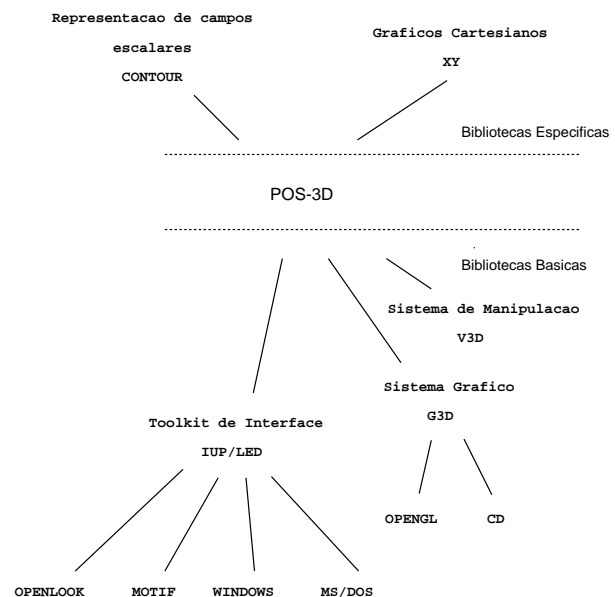 Representacao de campos
escalares
CONTOUR
Graficos Cartesianos
XY
Bibliotecas Especificas
POS-3D
Bibliotecas Basicas
Sistema de Manipulacao
V3D
Sistema Grafico
G3D
Toolkit de Interface
IUP/LED
OPENGL CD
OPENLOOK MOTIF WINDOWS MS/DOS